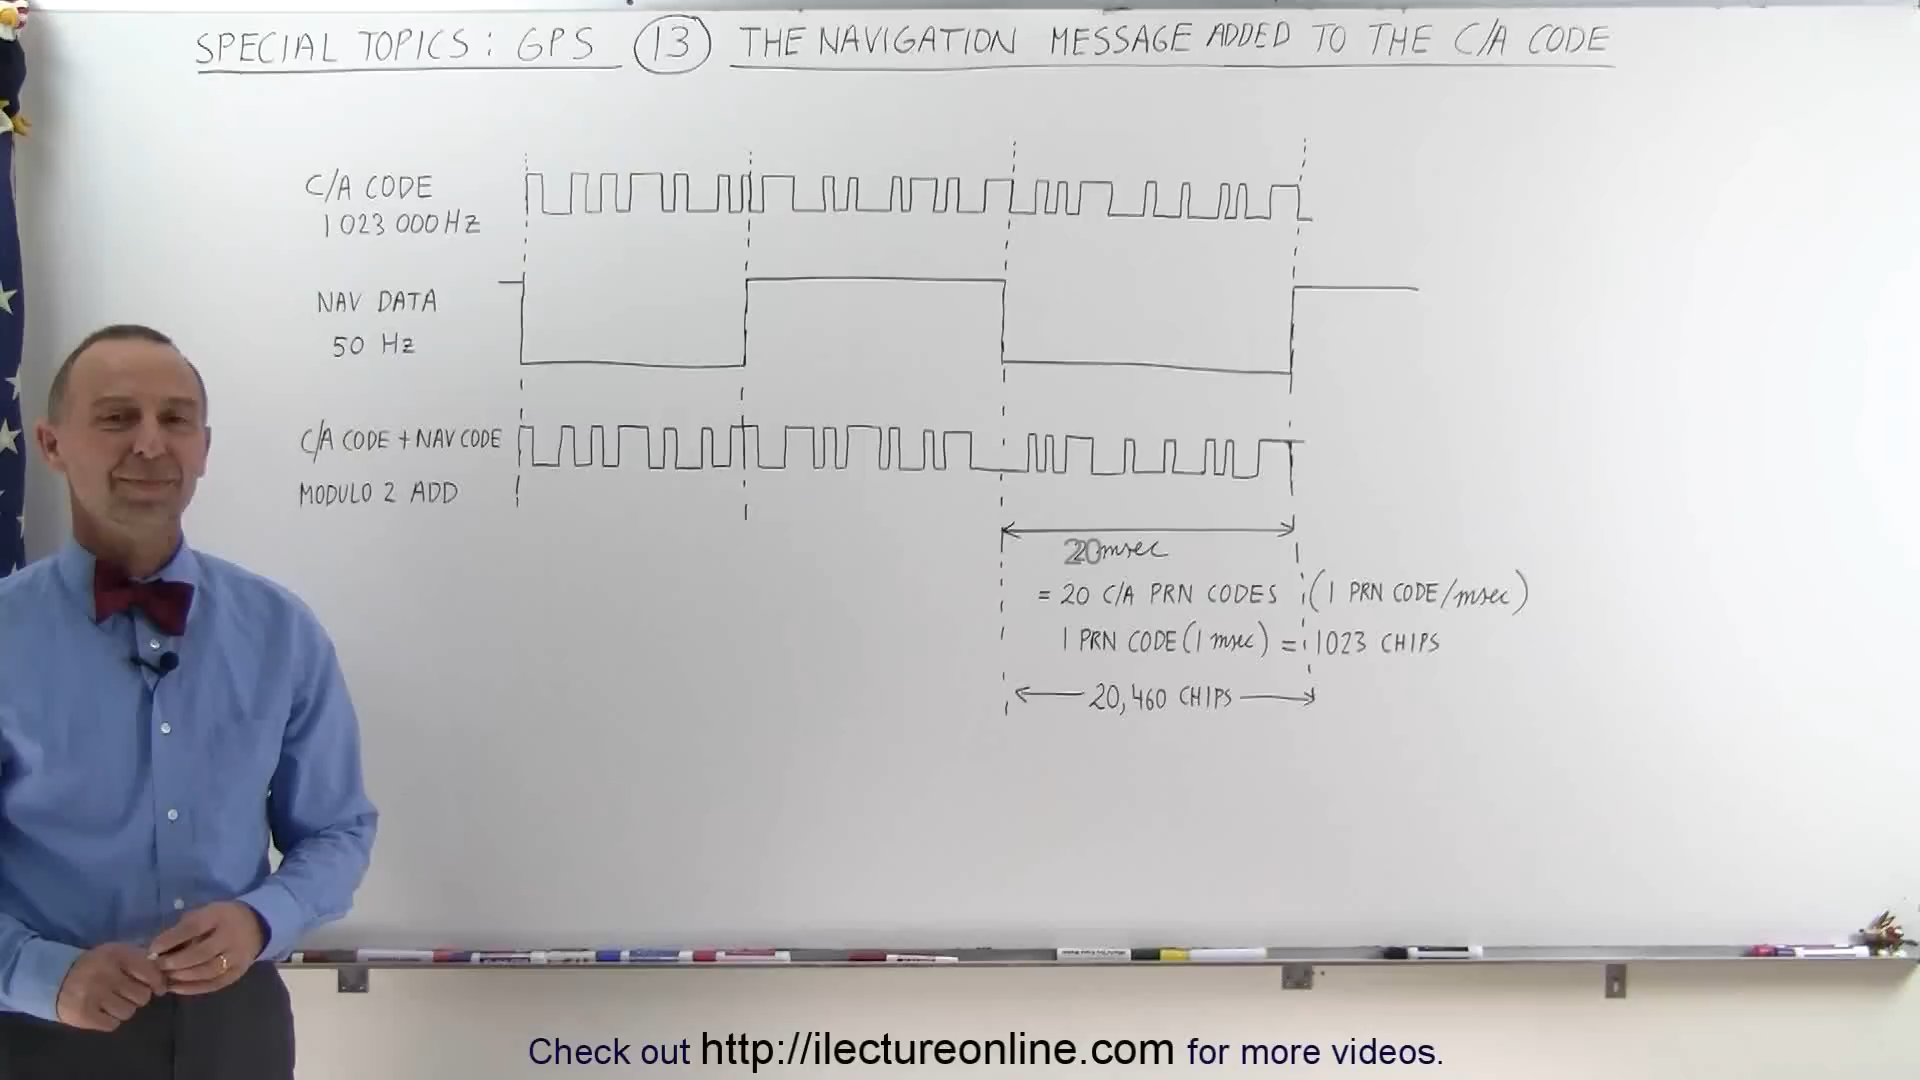 SPECIAL TOPICS: GPS 13 THE NAVIGATION MESSAGE ADDED TO THE C/A CODE
C/A CODE
1023 000 Hz
NAV DATA
50 Hz
C/A CODE + NAV CODE
MODULO 2 ADD
20 msec
= 20 C/A PRN CODES (1 PRN CODE/msec)
1 PRN CODE (1 msec) = 1023 CHIPS
20,460 CHIPS
Check out http://ilectureonline.com for more videos.